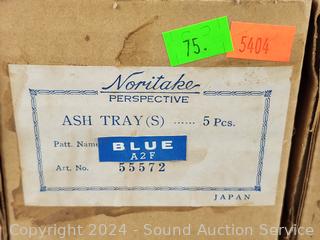 75. 5404
Noritake
PERSPECTIVE
ASH TRAY(S) ...... 5 Pcs.
Patt. Name BLUE
A2F
Art. No. 55572
JAPAN
Copyright 2024 - Sound Auction Service